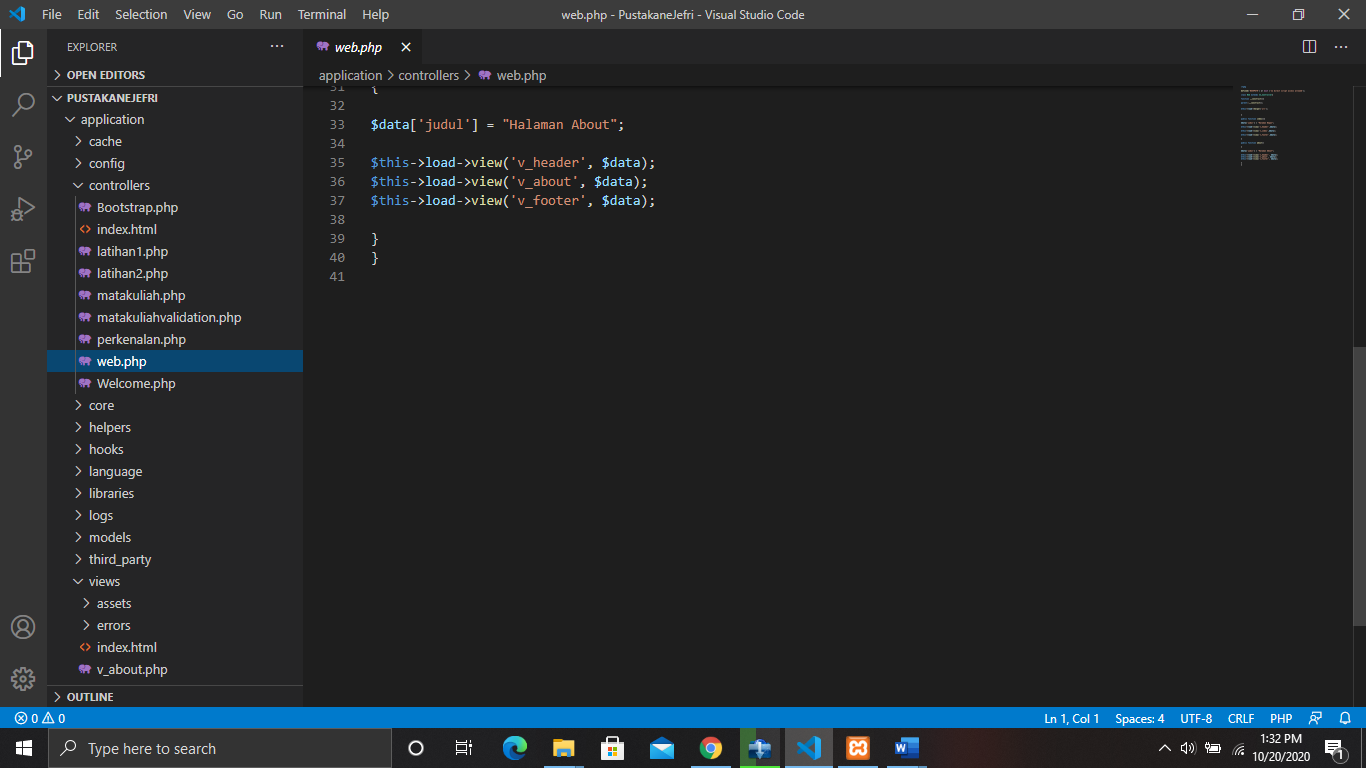 File Edit Selection View Go Run Terminal Help web.php - PustakaneJefri - Visual Studio Code
EXPLORER
OPEN EDITORS
PUSTAKANEJEFRI
application
cache
config
controllers
Bootstrap.php
index.html
latihan1.php
latihan2.php
matakuliah.php
matakuliahvalidation.php
perkenalan.php
web.php
Welcome.php
core
helpers
hooks
language
libraries
logs
models
third_party
views
assets
errors
index.html
v_about.php
OUTLINE
web.php
application > controllers > web.php
31 {
32
33 $data['judul'] = "Halaman About";
34
35 $this->load->view('v_header', $data);
36 $this->load->view('v_about', $data);
37 $this->load->view('v_footer', $data);
38
39 }
40 }
41
0 0 Ln 1, Col 1 Spaces: 4 UTF-8 CRLF PHP
Type here to search
1:32 PM
10/20/2020
1